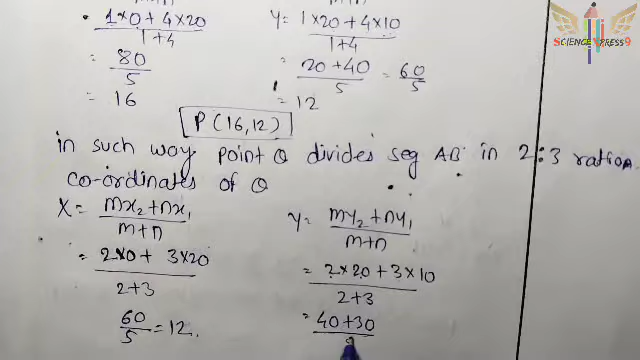 SCIENCE XPRESS 9
1×0 + 4×20 / 1+4
Y = 1×20 + 4×10 / 1+4
= 80 / 5
= 20+40 / 5 = 60 / 5
= 16
= 12
P(16,12)
in such way point Q divides seg AB in 2:3 ratio
co-ordinates of Q
X = mx₂+nx₁ / m+n
Y = my₂+ny₁ / m+n
= 2×0 + 3×20 / 2+3
= 2×20 + 3×10 / 2+3
60 / 5 = 12.
= 40+30